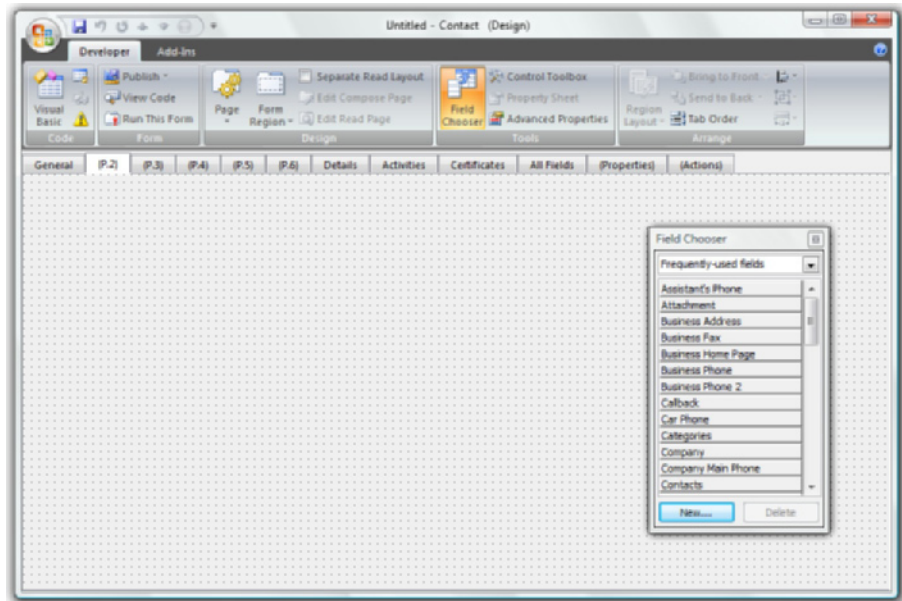 Untitled - Contact (Design)
Developer Add-Ins
Publish
Separate Read Layout
Control Toolbox
Bring to Front
View Code
Edit Compose Page
Property Sheet
Send to Back
Visual Basic
Run This Form
Page
Form Region
Edit Read Page
Field Chooser
Advanced Properties
Region Layout
Tab Order
Code Form Design Tools Arrange
General (P.2) (P.3) (P.4) (P.5) (P.6) Details Activities Certificates All Fields (Properties) (Actions)
Field Chooser
Frequently-used fields
Assistant's Phone
Attachment
Business Address
Business Fax
Business Home Page
Business Phone
Business Phone 2
Callback
Car Phone
Categories
Company
Company Main Phone
Contacts
New... Delete